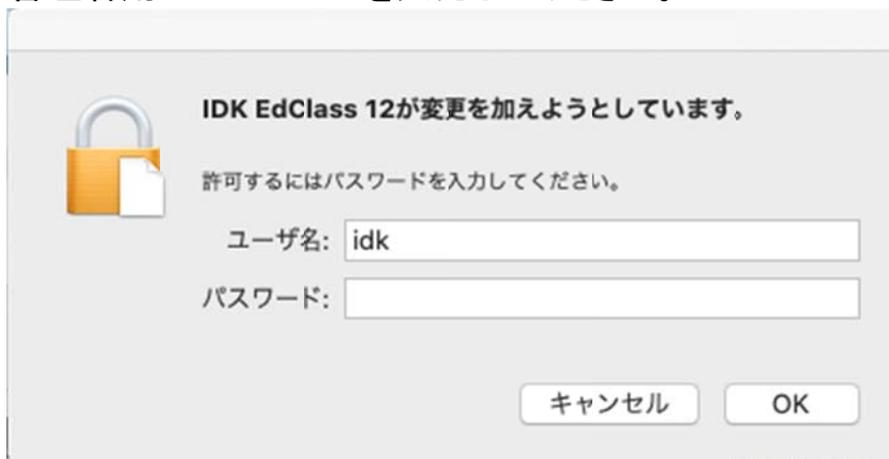 IDK EdClass 12が変更を加えようとしています。
許可するにはパスワードを入力してください。
ユーザ名: idk
パスワード:
キャンセル OK